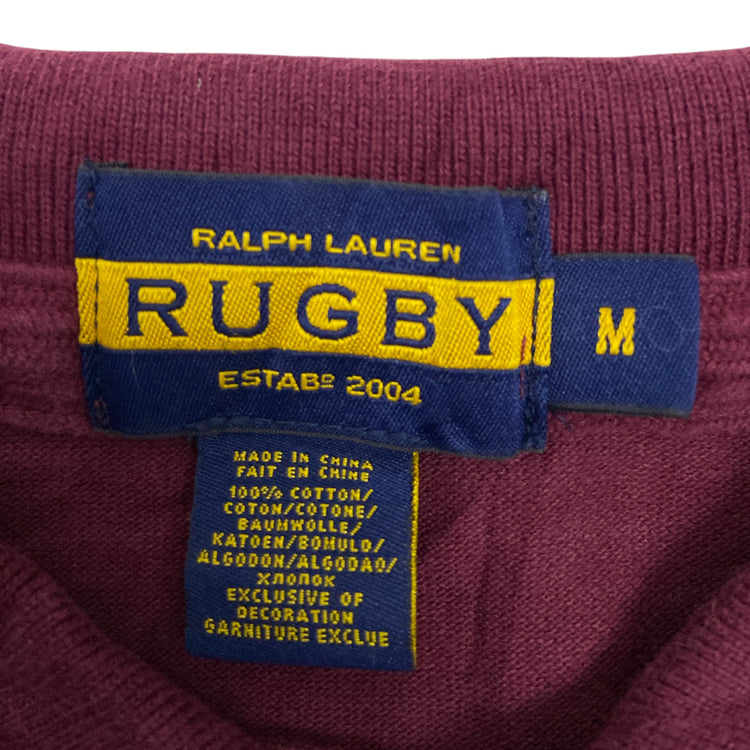 RALPH LAUREN
RUGBY
M
ESTABᴰ 2004
MADE IN CHINA
FAIT EN CHINE
100% COTTON/
COTON/COTONE/
BAUMWOLLE/
KATOEN/BOMULD/
ALGODON/ALGODAO/
ХЛОПОК
EXCLUSIVE OF
DECORATION
GARNITURE EXCLUE